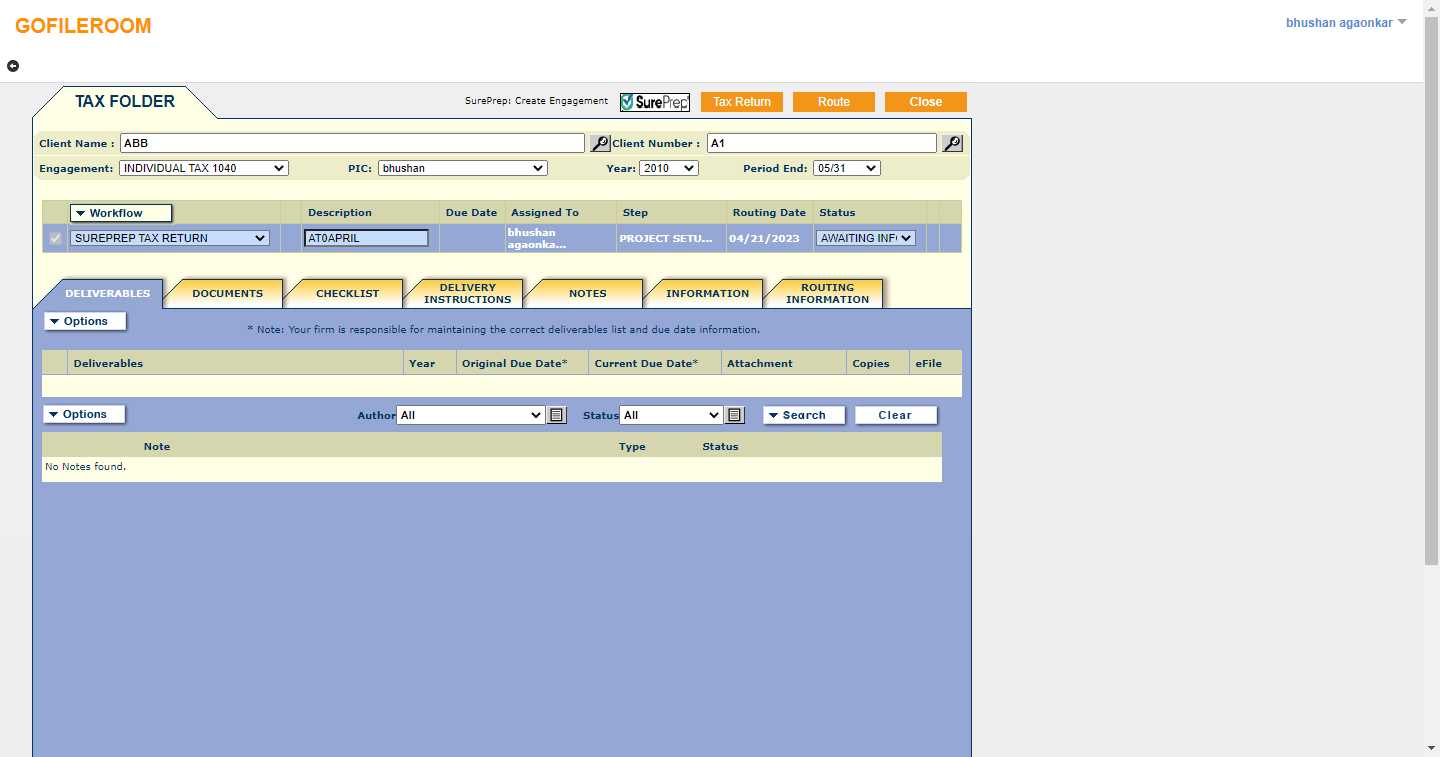 GOFILEROOM
bhushan agaonkar
TAX FOLDER
SurePrep: Create Engagement
SurePrep
Tax Return
Route
Close
Client Name : ABB
Client Number : A1
Engagement: INDIVIDUAL TAX 1040
PIC: bhushan
Year: 2010
Period End: 05/31
Workflow
Description
Due Date
Assigned To
Step
Routing Date
Status
SUREPREP TAX RETURN
AT0APRIL
bhushan
agaonka...
PROJECT SETU...
04/21/2023
AWAITING INF
DELIVERABLES
DOCUMENTS
CHECKLIST
DELIVERY
INSTRUCTIONS
NOTES
INFORMATION
ROUTING
INFORMATION
Options
* Note: Your firm is responsible for maintaining the correct deliverables list and due date information.
Deliverables
Year
Original Due Date*
Current Due Date*
Attachment
Copies
eFile
Options
Author All
Status All
Search
Clear
Note
Type
Status
No Notes found.